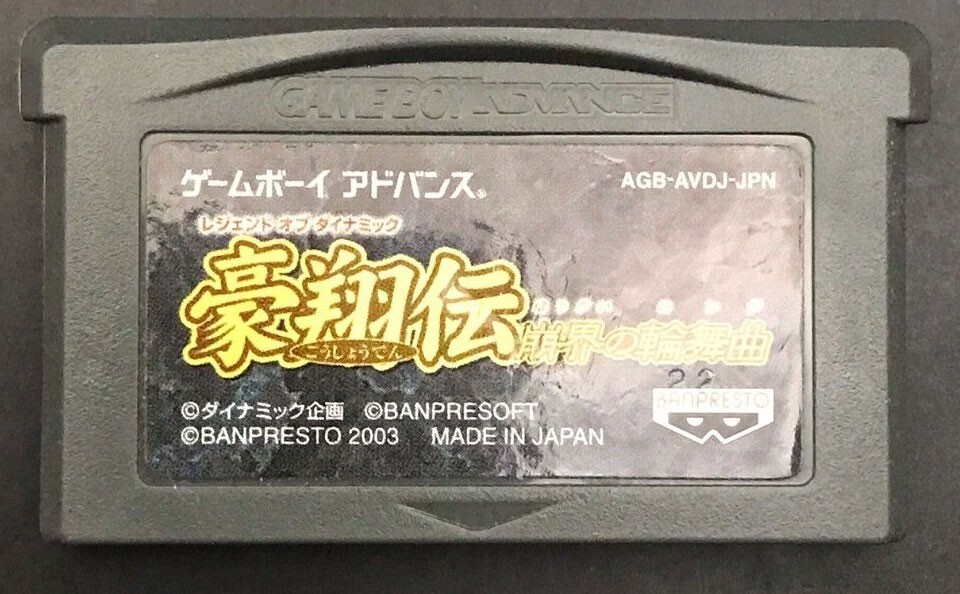 GAME BOY ADVANCE
ゲームボーイ アドバンス®
AGB-AVDJ-JPN
レジェンド オブ ダイナミック
豪翔伝
ごうしょうでん
崩界の輪舞曲
22
©ダイナミック企画 ©BANPRESOFT
©BANPRESTO 2003 MADE IN JAPAN
BANPRESTO